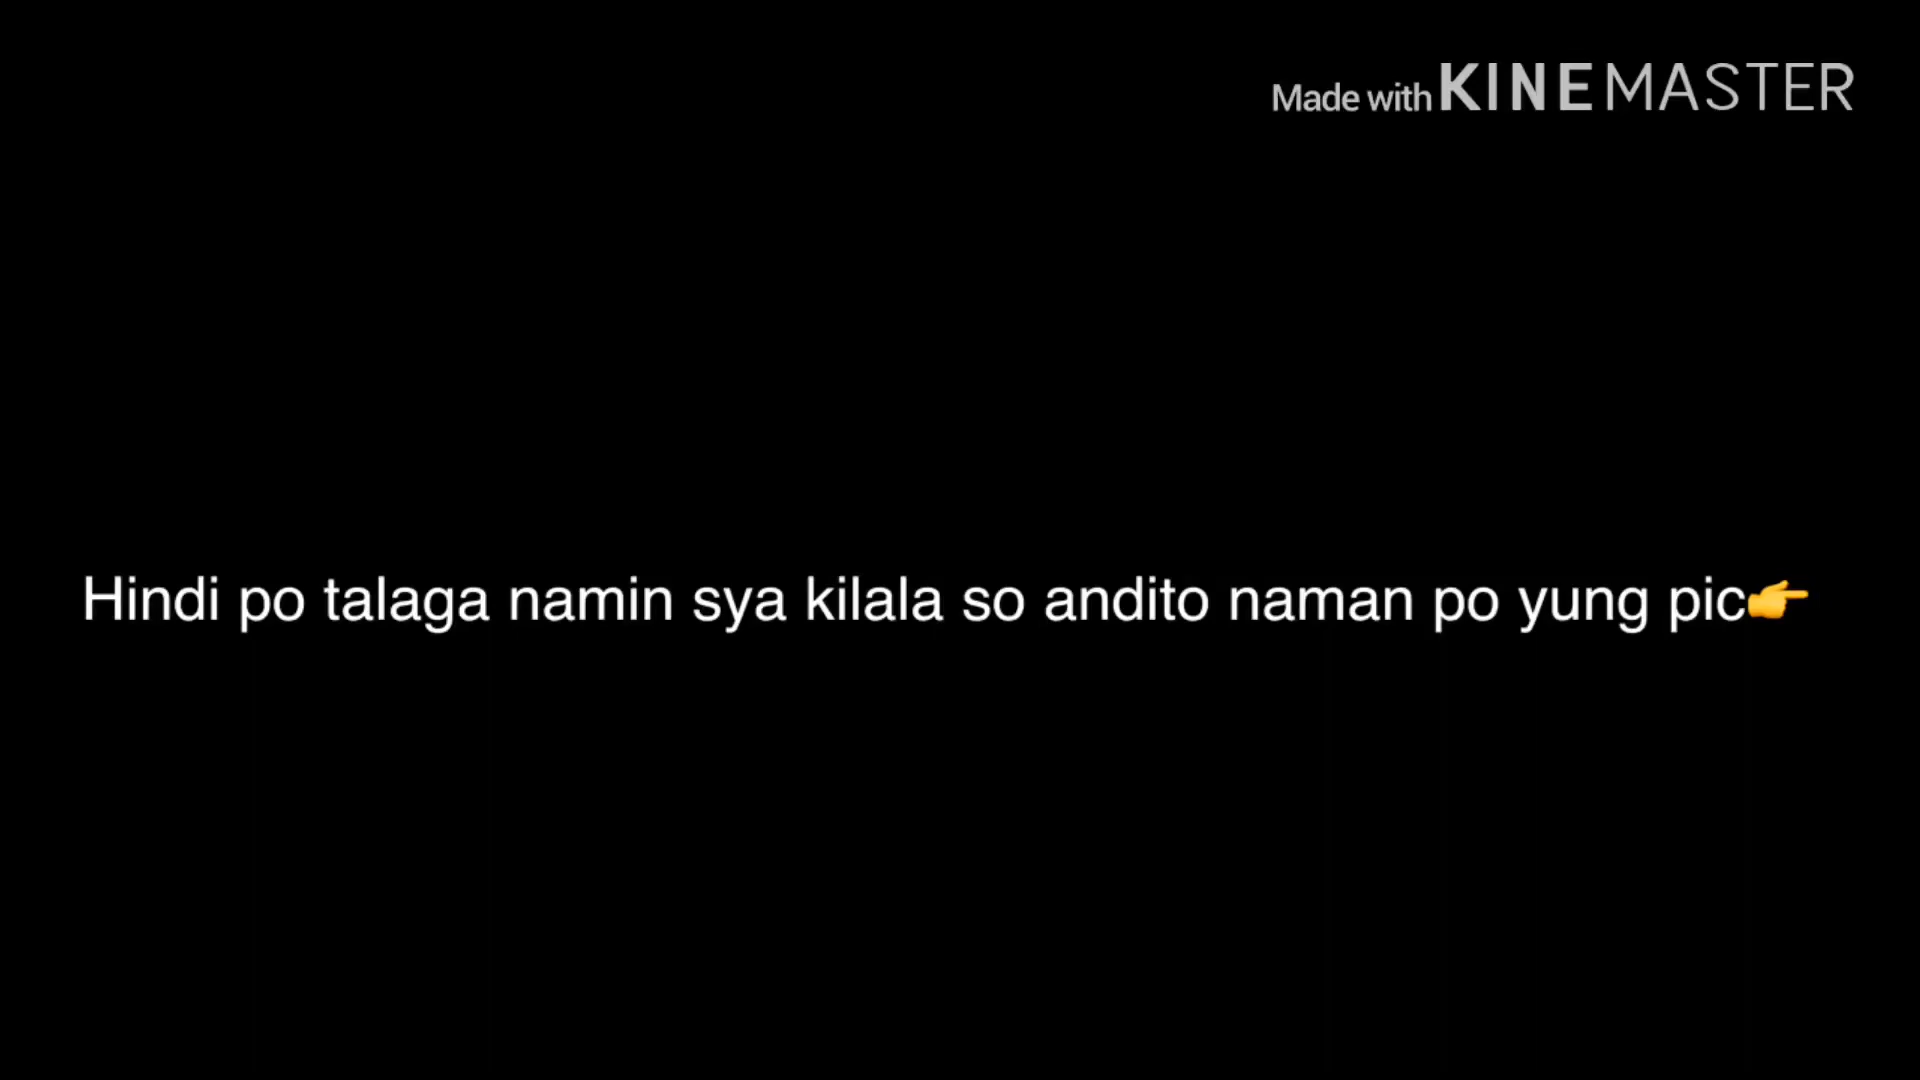 Made with KINEMASTER
Hindi po talaga namin sya kilala so andito naman po yung pic👉